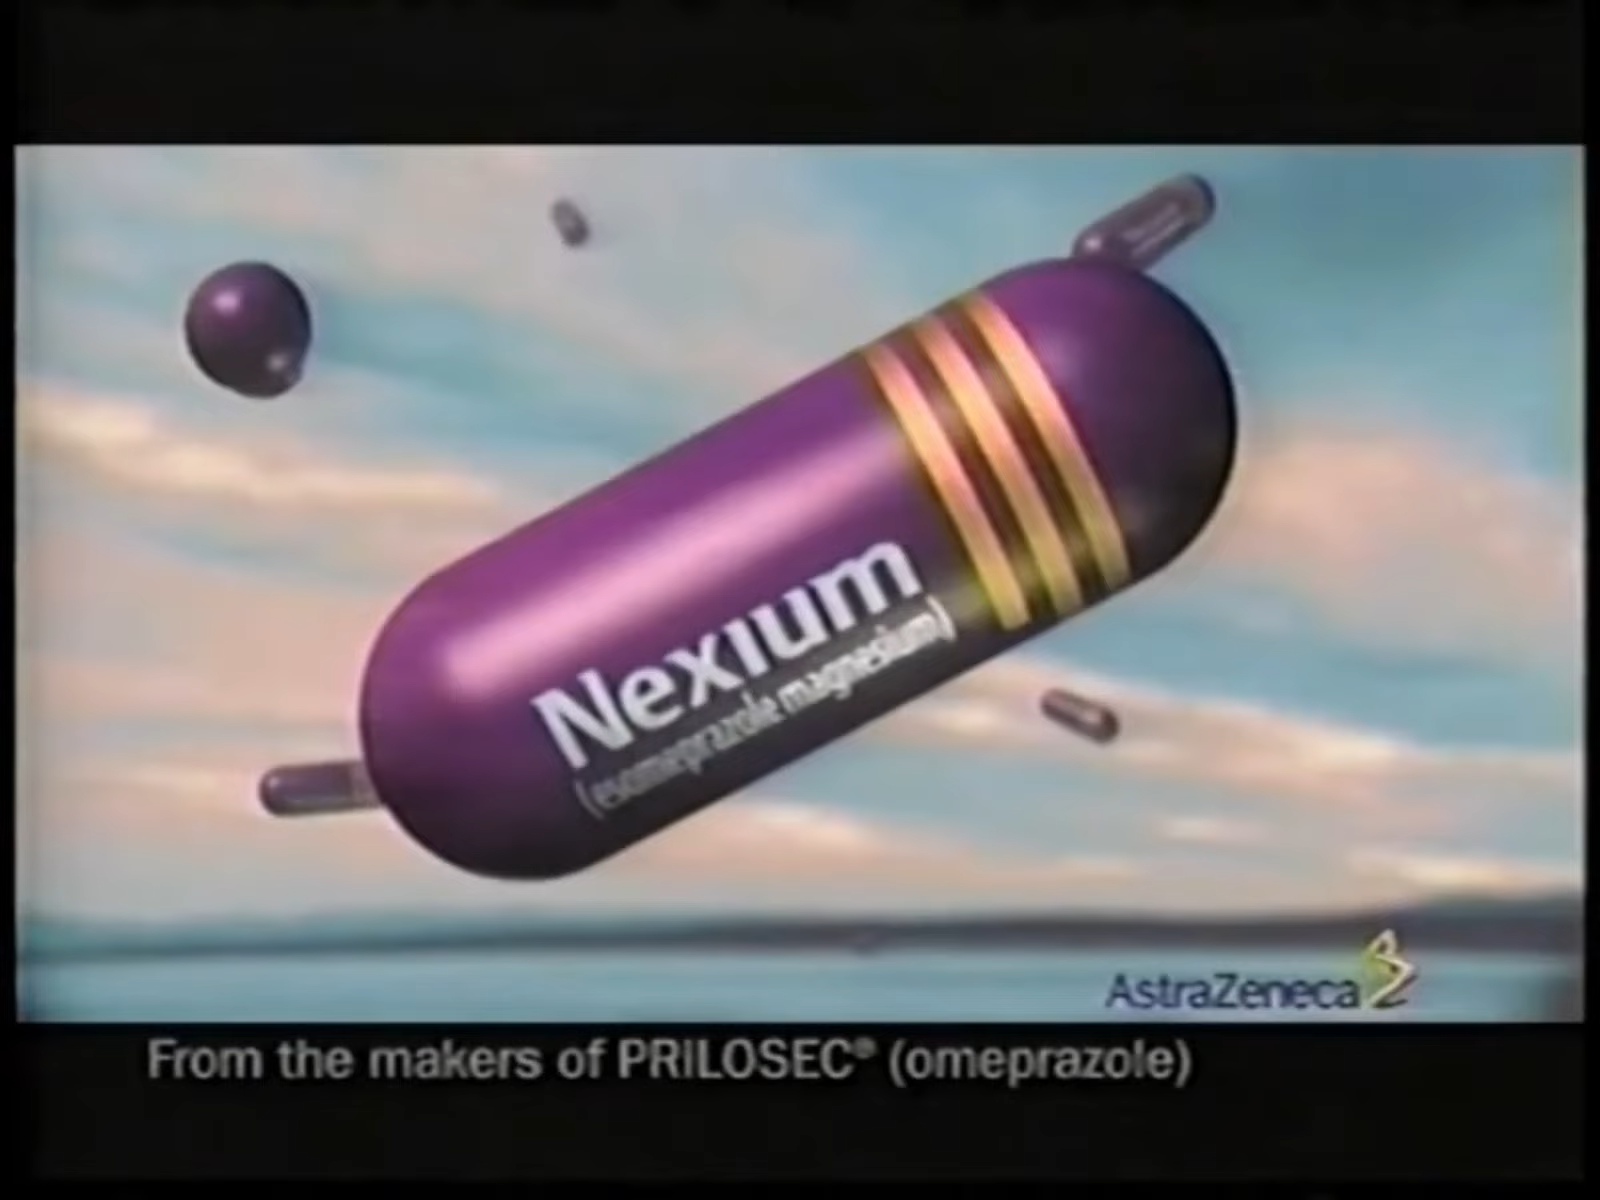 Nexium
(esomeprazole magnesium)
AstraZeneca
From the makers of PRILOSEC® (omeprazole)